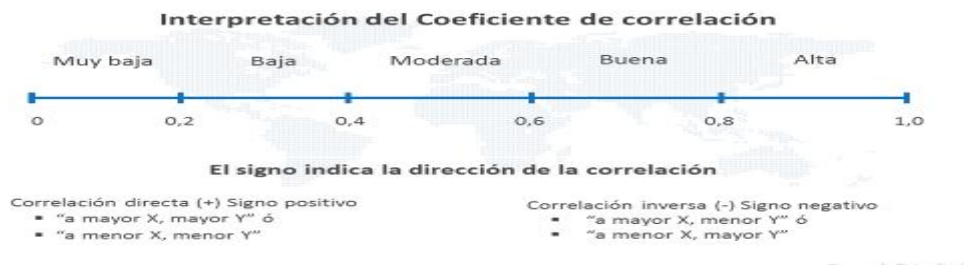 Interpretación del Coeficiente de correlación
Muy baja Baja Moderada Buena Alta
0 0,2 0,4 0,6 0,8 1,0
El signo indica la dirección de la correlación
Correlación directa (+) Signo positivo
▪ “a mayor X, mayor Y” ó
▪ “a menor X, menor Y”
Correlación inversa (-) Signo negativo
▪ “a mayor X, menor Y” ó
▪ “a menor X, mayor Y”